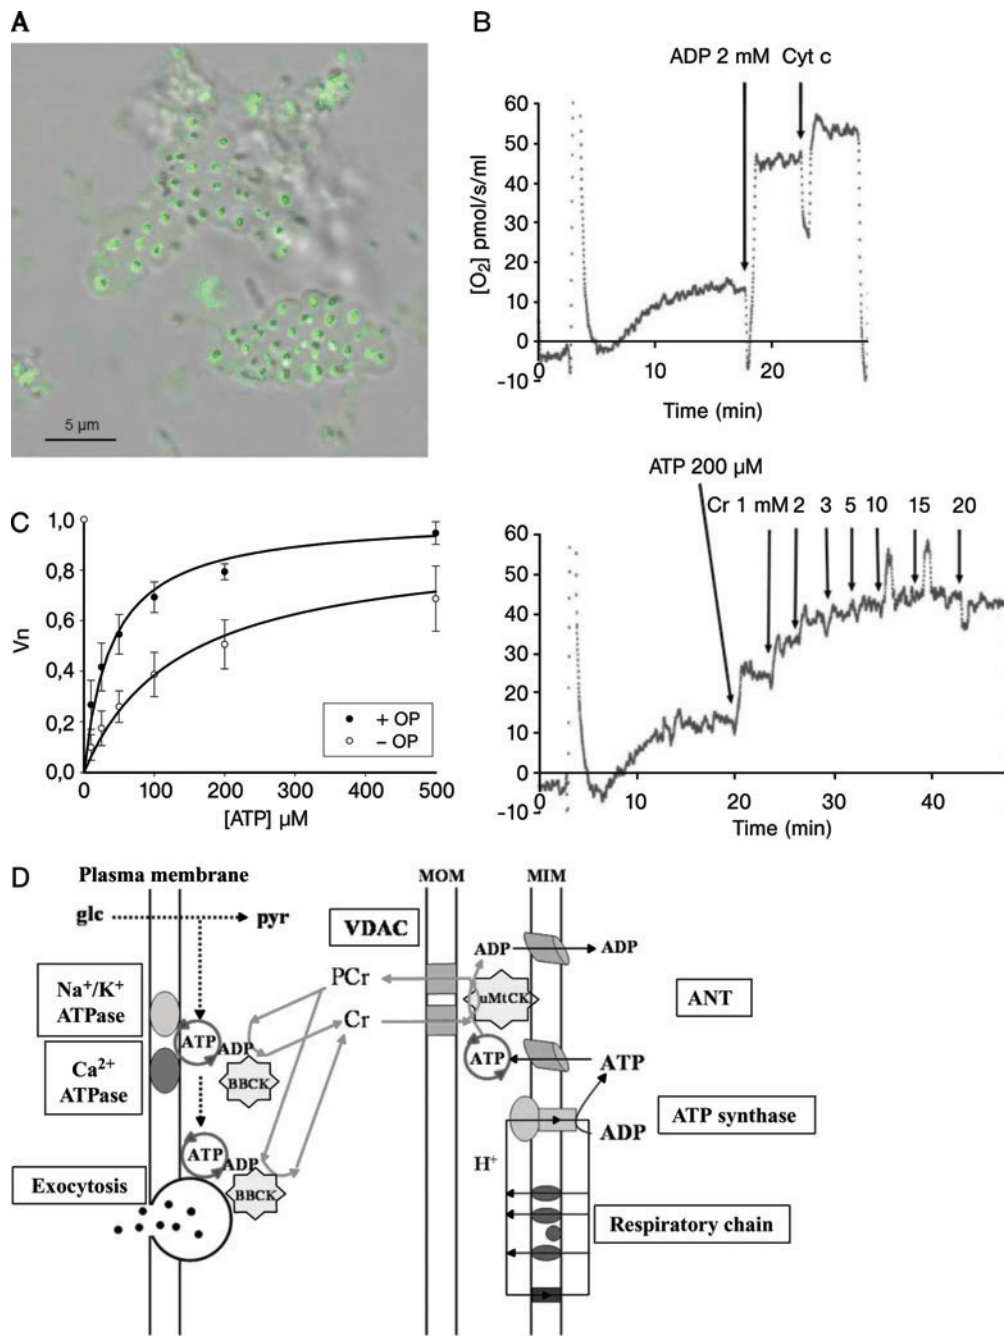 A
5 µm
B
ADP 2 mM Cyt c
[O₂] pmol/s/ml
60
50
40
30
20
10
0
-10
0
10
20
Time (min)
ATP 200 µM
Cr 1 mM 2 3 5 10 15 20
60
50
40
30
20
10
0
-10
0
10
20
30
40
Time (min)
C
Vn
1,0
0,8
0,6
0,4
0,2
0,0
0 100 200 300 400 500
[ATP] µM
+ OP
− OP
D
Plasma membrane
MOM
MIM
glc
pyr
VDAC
ADP
ADP
Na⁺/K⁺
ATPase
PCr
uMtCK
ANT
Cr
ATP
ADP
ATP
ATP
Ca²⁺
ATPase
BBCK
ATP synthase
ADP
ATP
ADP
H⁺
Exocytosis
BBCK
Respiratory chain